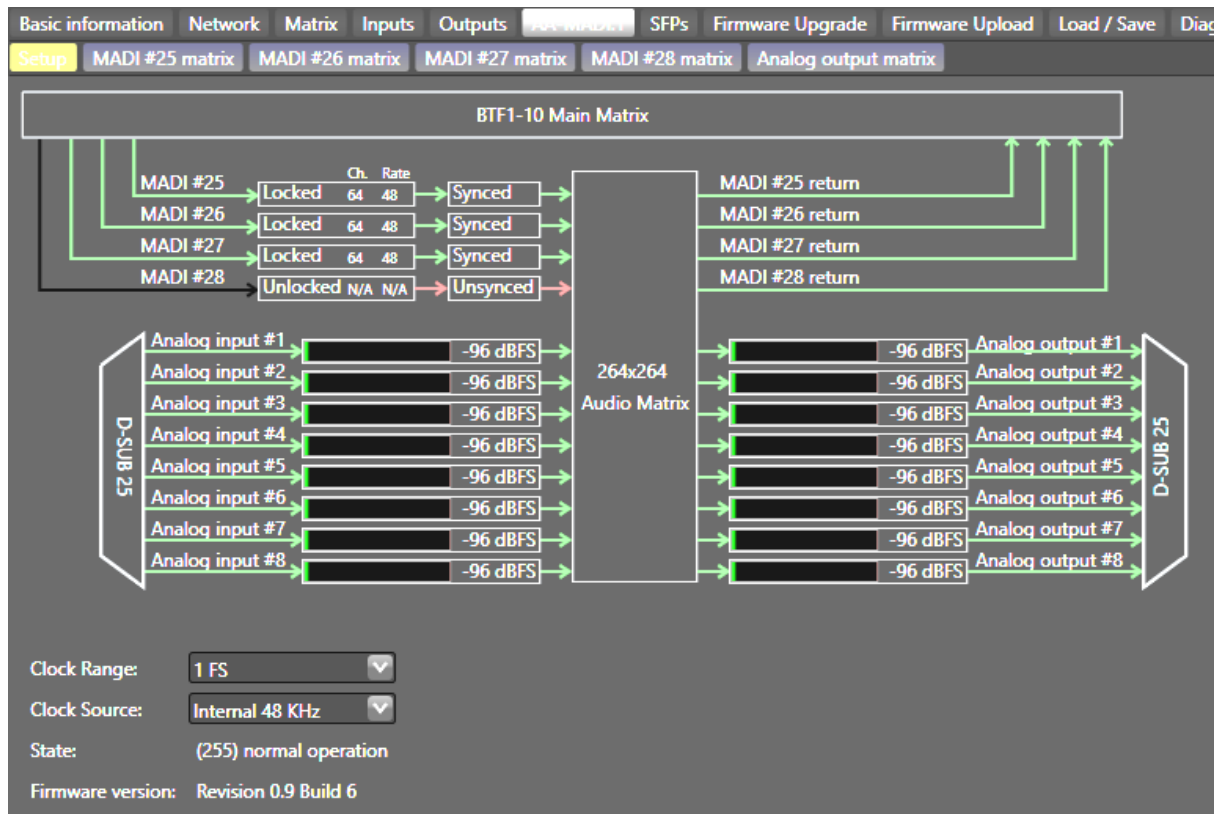 Basic information Network Matrix Inputs Outputs SFPs Firmware Upgrade Firmware Upload Load / Save
Setup MADI #25 matrix MADI #26 matrix MADI #27 matrix MADI #28 matrix Analog output matrix
BTF1-10 Main Matrix
Ch. Rate
MADI #25 Locked 64 48 Synced MADI #25 return
MADI #26 Locked 64 48 Synced MADI #26 return
MADI #27 Locked 64 48 Synced MADI #27 return
MADI #28 Unlocked N/A N/A Unsynced MADI #28 return
Analog input #1 -96 dBFS -96 dBFS Analog output #1
Analog input #2 -96 dBFS -96 dBFS Analog output #2
Analog input #3 -96 dBFS -96 dBFS Analog output #3
Analog input #4 -96 dBFS -96 dBFS Analog output #4
Analog input #5 -96 dBFS -96 dBFS Analog output #5
Analog input #6 -96 dBFS -96 dBFS Analog output #6
Analog input #7 -96 dBFS -96 dBFS Analog output #7
Analog input #8 -96 dBFS -96 dBFS Analog output #8
D-SUB 25
264x264
Audio Matrix
D-SUB 25
Clock Range: 1 FS
Clock Source: Internal 48 KHz
State: (255) normal operation
Firmware version: Revision 0.9 Build 6